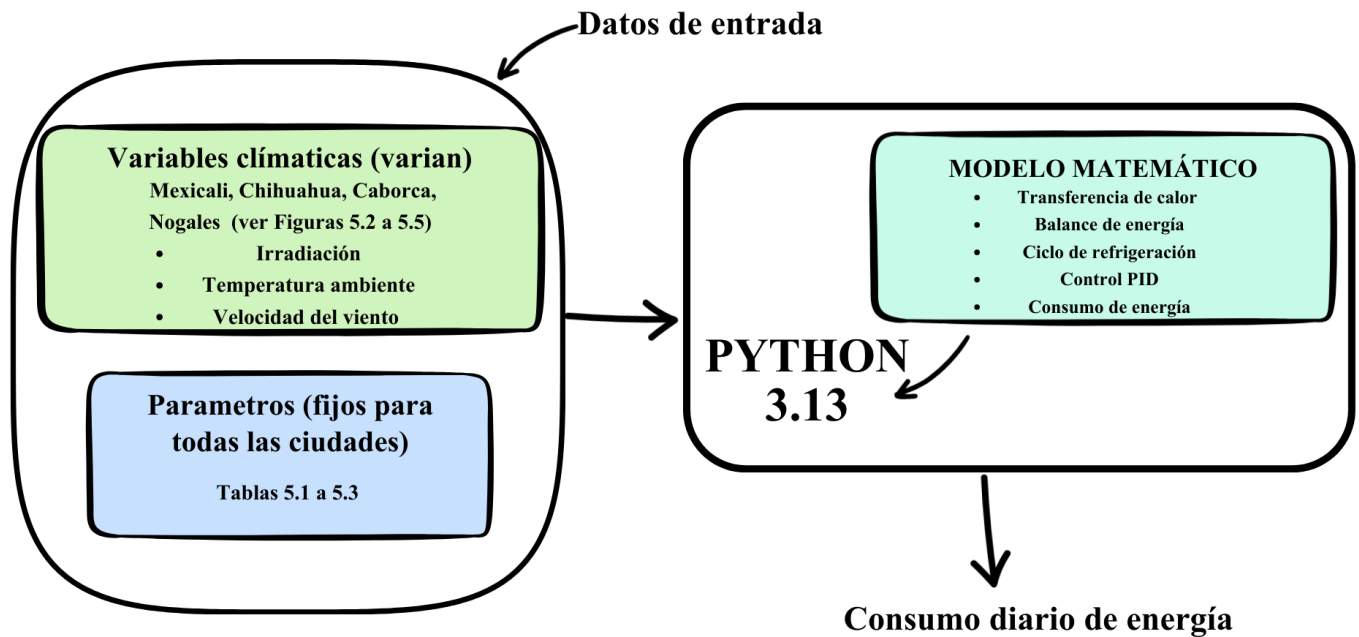 Datos de entrada
Variables clímaticas (varian)
Mexicali, Chihuahua, Caborca,
Nogales (ver Figuras 5.2 a 5.5)
• Irradiación
• Temperatura ambiente
• Velocidad del viento
Parametros (fijos para
todas las ciudades)
Tablas 5.1 a 5.3
MODELO MATEMÁTICO
• Transferencia de calor
• Balance de energía
• Ciclo de refrigeración
• Control PID
• Consumo de energía
PYTHON
3.13
Consumo diario de energía